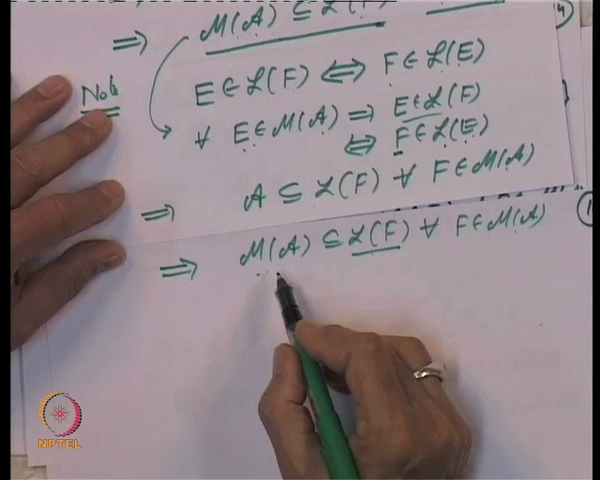 ⇒ M(A) ⊆ L(F)
Note E ∈ L(F) ⇔ F ∈ L(E)
∀ E ∈ M(A) ⇒ E ∈ L(F)
⇔ F ∈ L(E)
⇒ A ⊆ L(F) ∀ F ∈ M(A)
⇒ M(A) ⊆ L(F) ∀ F ∈ M(A)
NPTEL